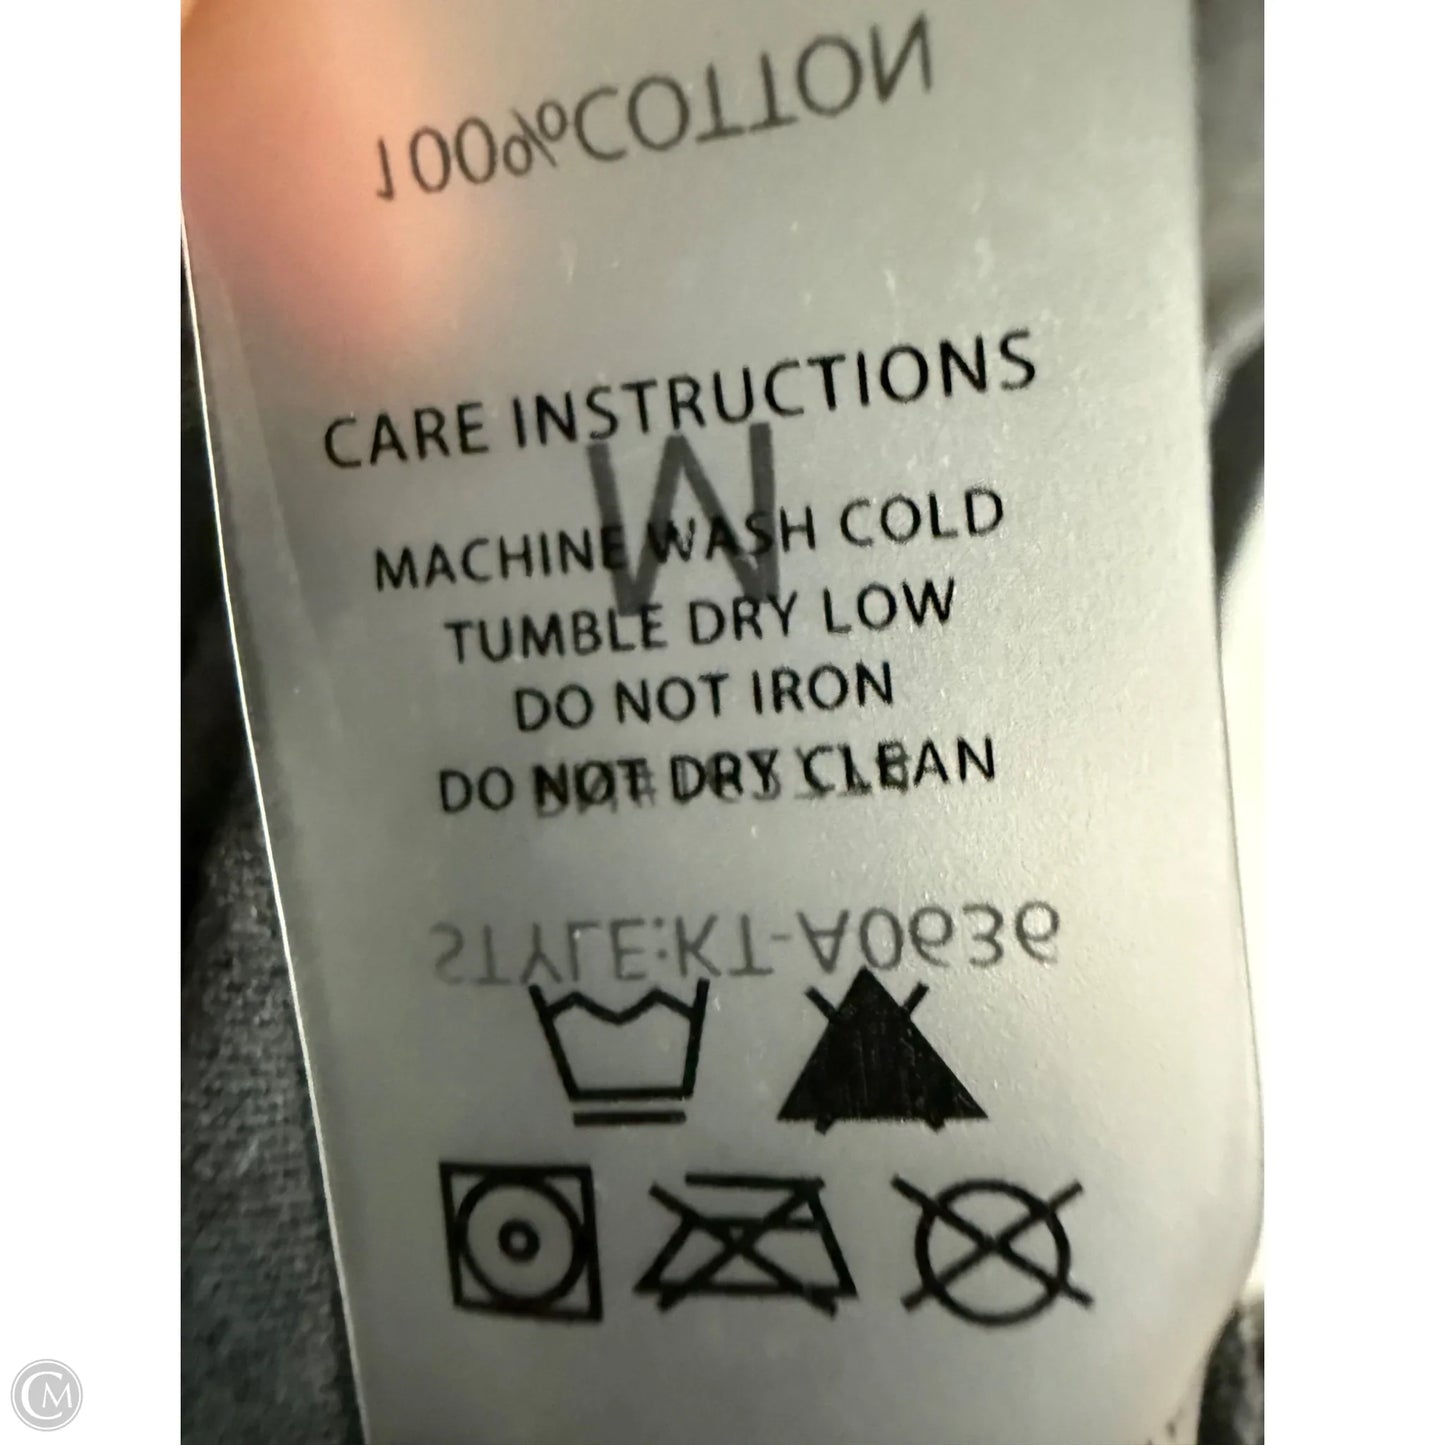 100%COTTON
CARE INSTRUCTIONS
M
MACHINE WASH COLD
TUMBLE DRY LOW
DO NOT IRON
DO NOT DRY CLEAN
STYLE:KT-A0636
CM